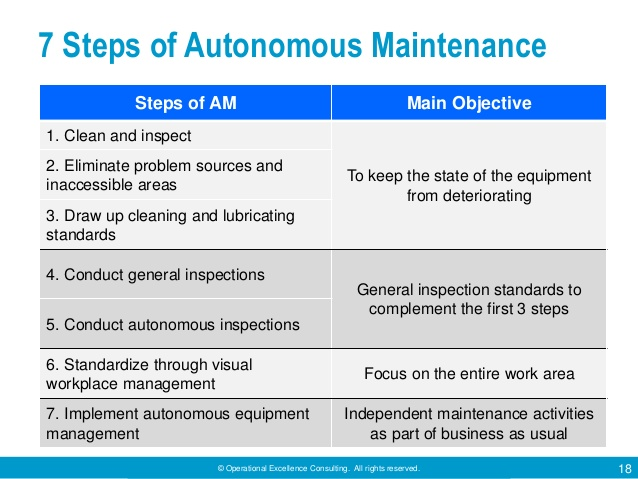 7 Steps of Autonomous Maintenance
Steps of AM
Main Objective
1. Clean and inspect
2. Eliminate problem sources and
inaccessible areas
3. Draw up cleaning and lubricating
standards
To keep the state of the equipment
from deteriorating
4. Conduct general inspections
5. Conduct autonomous inspections
General inspection standards to
complement the first 3 steps
6. Standardize through visual
workplace management
Focus on the entire work area
7. Implement autonomous equipment
management
Independent maintenance activities
as part of business as usual
© Operational Excellence Consulting. All rights reserved.
18